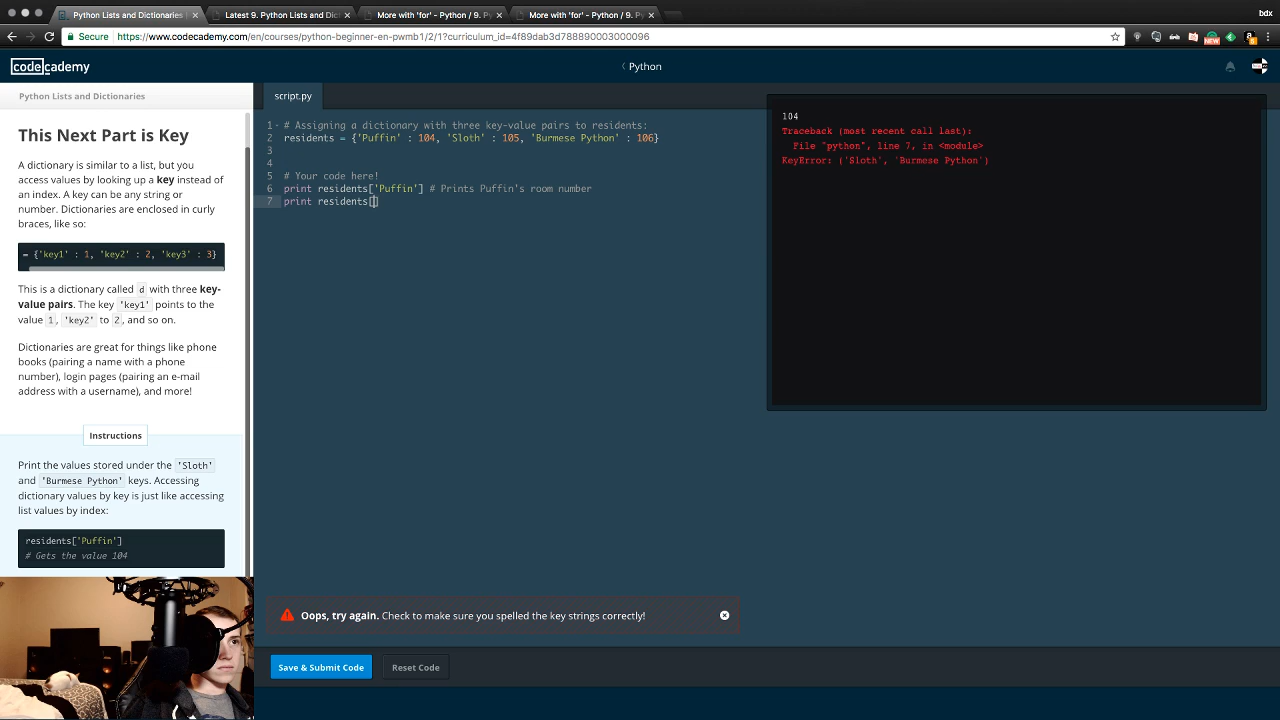 Python Lists and Dictionaries
Latest 9. Python Lists and Dic
More with 'for' - Python / 9. Py
More with 'for' - Python / 9. Py
bdx
Secure
https://www.codecademy.com/en/courses/python-beginner-en-pwmb1/2/1?curriculum_id=4f89dab3d788890003000096
codecademy
Python
Python Lists and Dictionaries
This Next Part is Key
A dictionary is similar to a list, but you
access values by looking up a key instead of
an index. A key can be any string or
number. Dictionaries are enclosed in curly
braces, like so:
= {'key1' : 1, 'key2' : 2, 'key3' : 3}
This is a dictionary called d with three key-
value pairs. The key 'key1' points to the
value 1, 'key2' to 2, and so on.
Dictionaries are great for things like phone
books (pairing a name with a phone
number), login pages (pairing an e-mail
address with a username), and more!
Instructions
Print the values stored under the 'Sloth'
and 'Burmese Python' keys. Accessing
dictionary values by key is just like accessing
list values by index:
residents['Puffin']
# Gets the value 104
script.py
1 # Assigning a dictionary with three key-value pairs to residents:
2 residents = {'Puffin' : 104, 'Sloth' : 105, 'Burmese Python' : 106}
3
4
5 # Your code here!
6 print residents['Puffin'] # Prints Puffin's room number
7 print residents[]
104
Traceback (most recent call last):
File "python", line 7, in <module>
KeyError: ('Sloth', 'Burmese Python')
Oops, try again. Check to make sure you spelled the key strings correctly!
Save & Submit Code
Reset Code